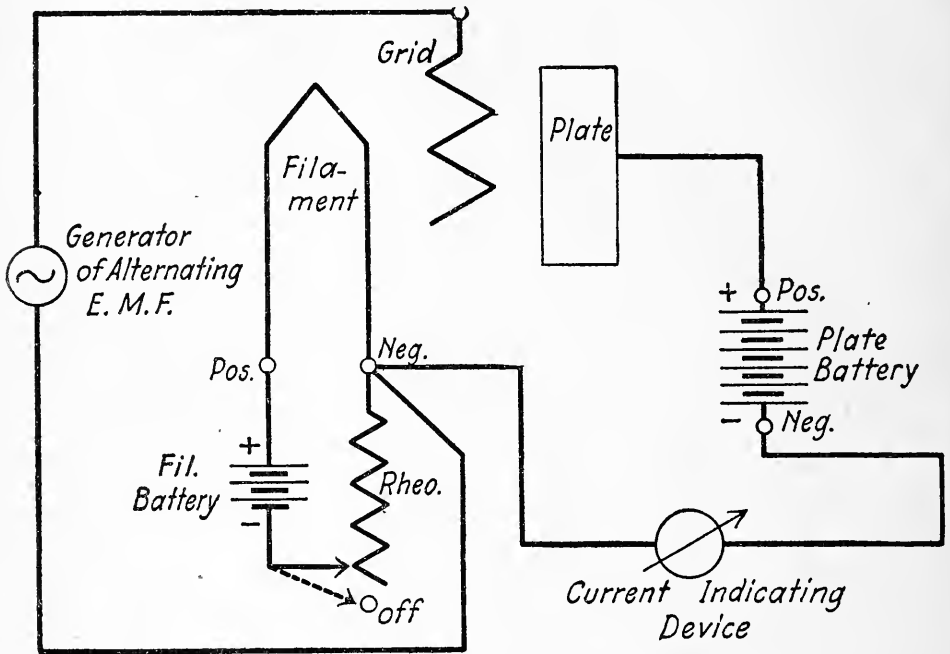 Grid
Plate
Fila-
ment
Generator
of Alternating
E. M. F.
+ Pos.
Plate
Battery
- Neg.
Pos.
Neg.
+
Fil.
Battery
-
Rheo.
off
Current Indicating
Device